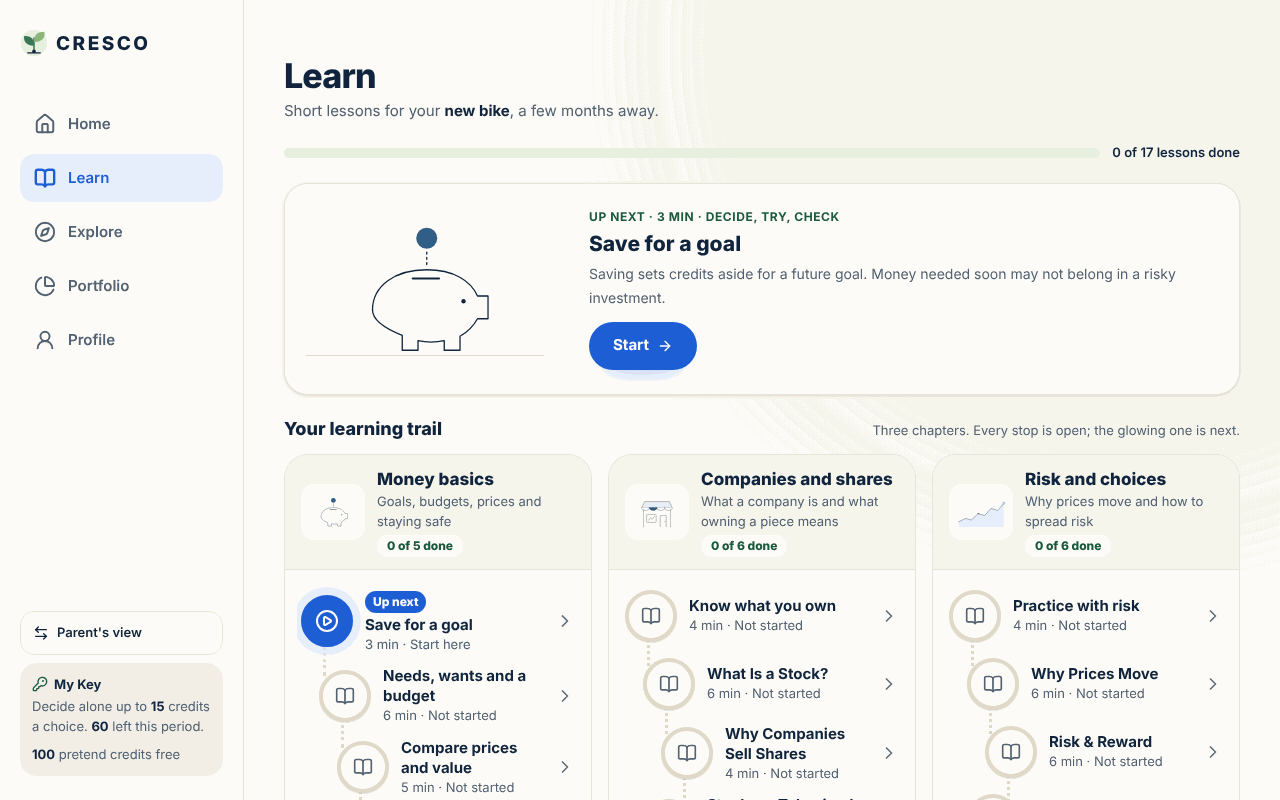 CRESCO
Home
Learn
Explore
Portfolio
Profile
Parent's view
My Key
Decide alone up to 15 credits
a choice. 60 left this period.
100 pretend credits free
Learn
Short lessons for your new bike, a few months away.
0 of 17 lessons done
UP NEXT · 3 MIN · DECIDE, TRY, CHECK
Save for a goal
Saving sets credits aside for a future goal. Money needed soon may not belong in a risky
investment.
Start
Your learning trail
Three chapters. Every stop is open; the glowing one is next.
Money basics
Goals, budgets, prices and
staying safe
0 of 5 done
Up next
Save for a goal
3 min · Start here
Needs, wants and a
budget
6 min · Not started
Compare prices
and value
5 min · Not started
Companies and shares
What a company is and what
owning a piece means
0 of 6 done
Know what you own
4 min · Not started
What Is a Stock?
6 min · Not started
Why Companies
Sell Shares
4 min · Not started
Risk and choices
Why prices move and how to
spread risk
0 of 6 done
Practice with risk
4 min · Not started
Why Prices Move
6 min · Not started
Risk & Reward
6 min · Not started